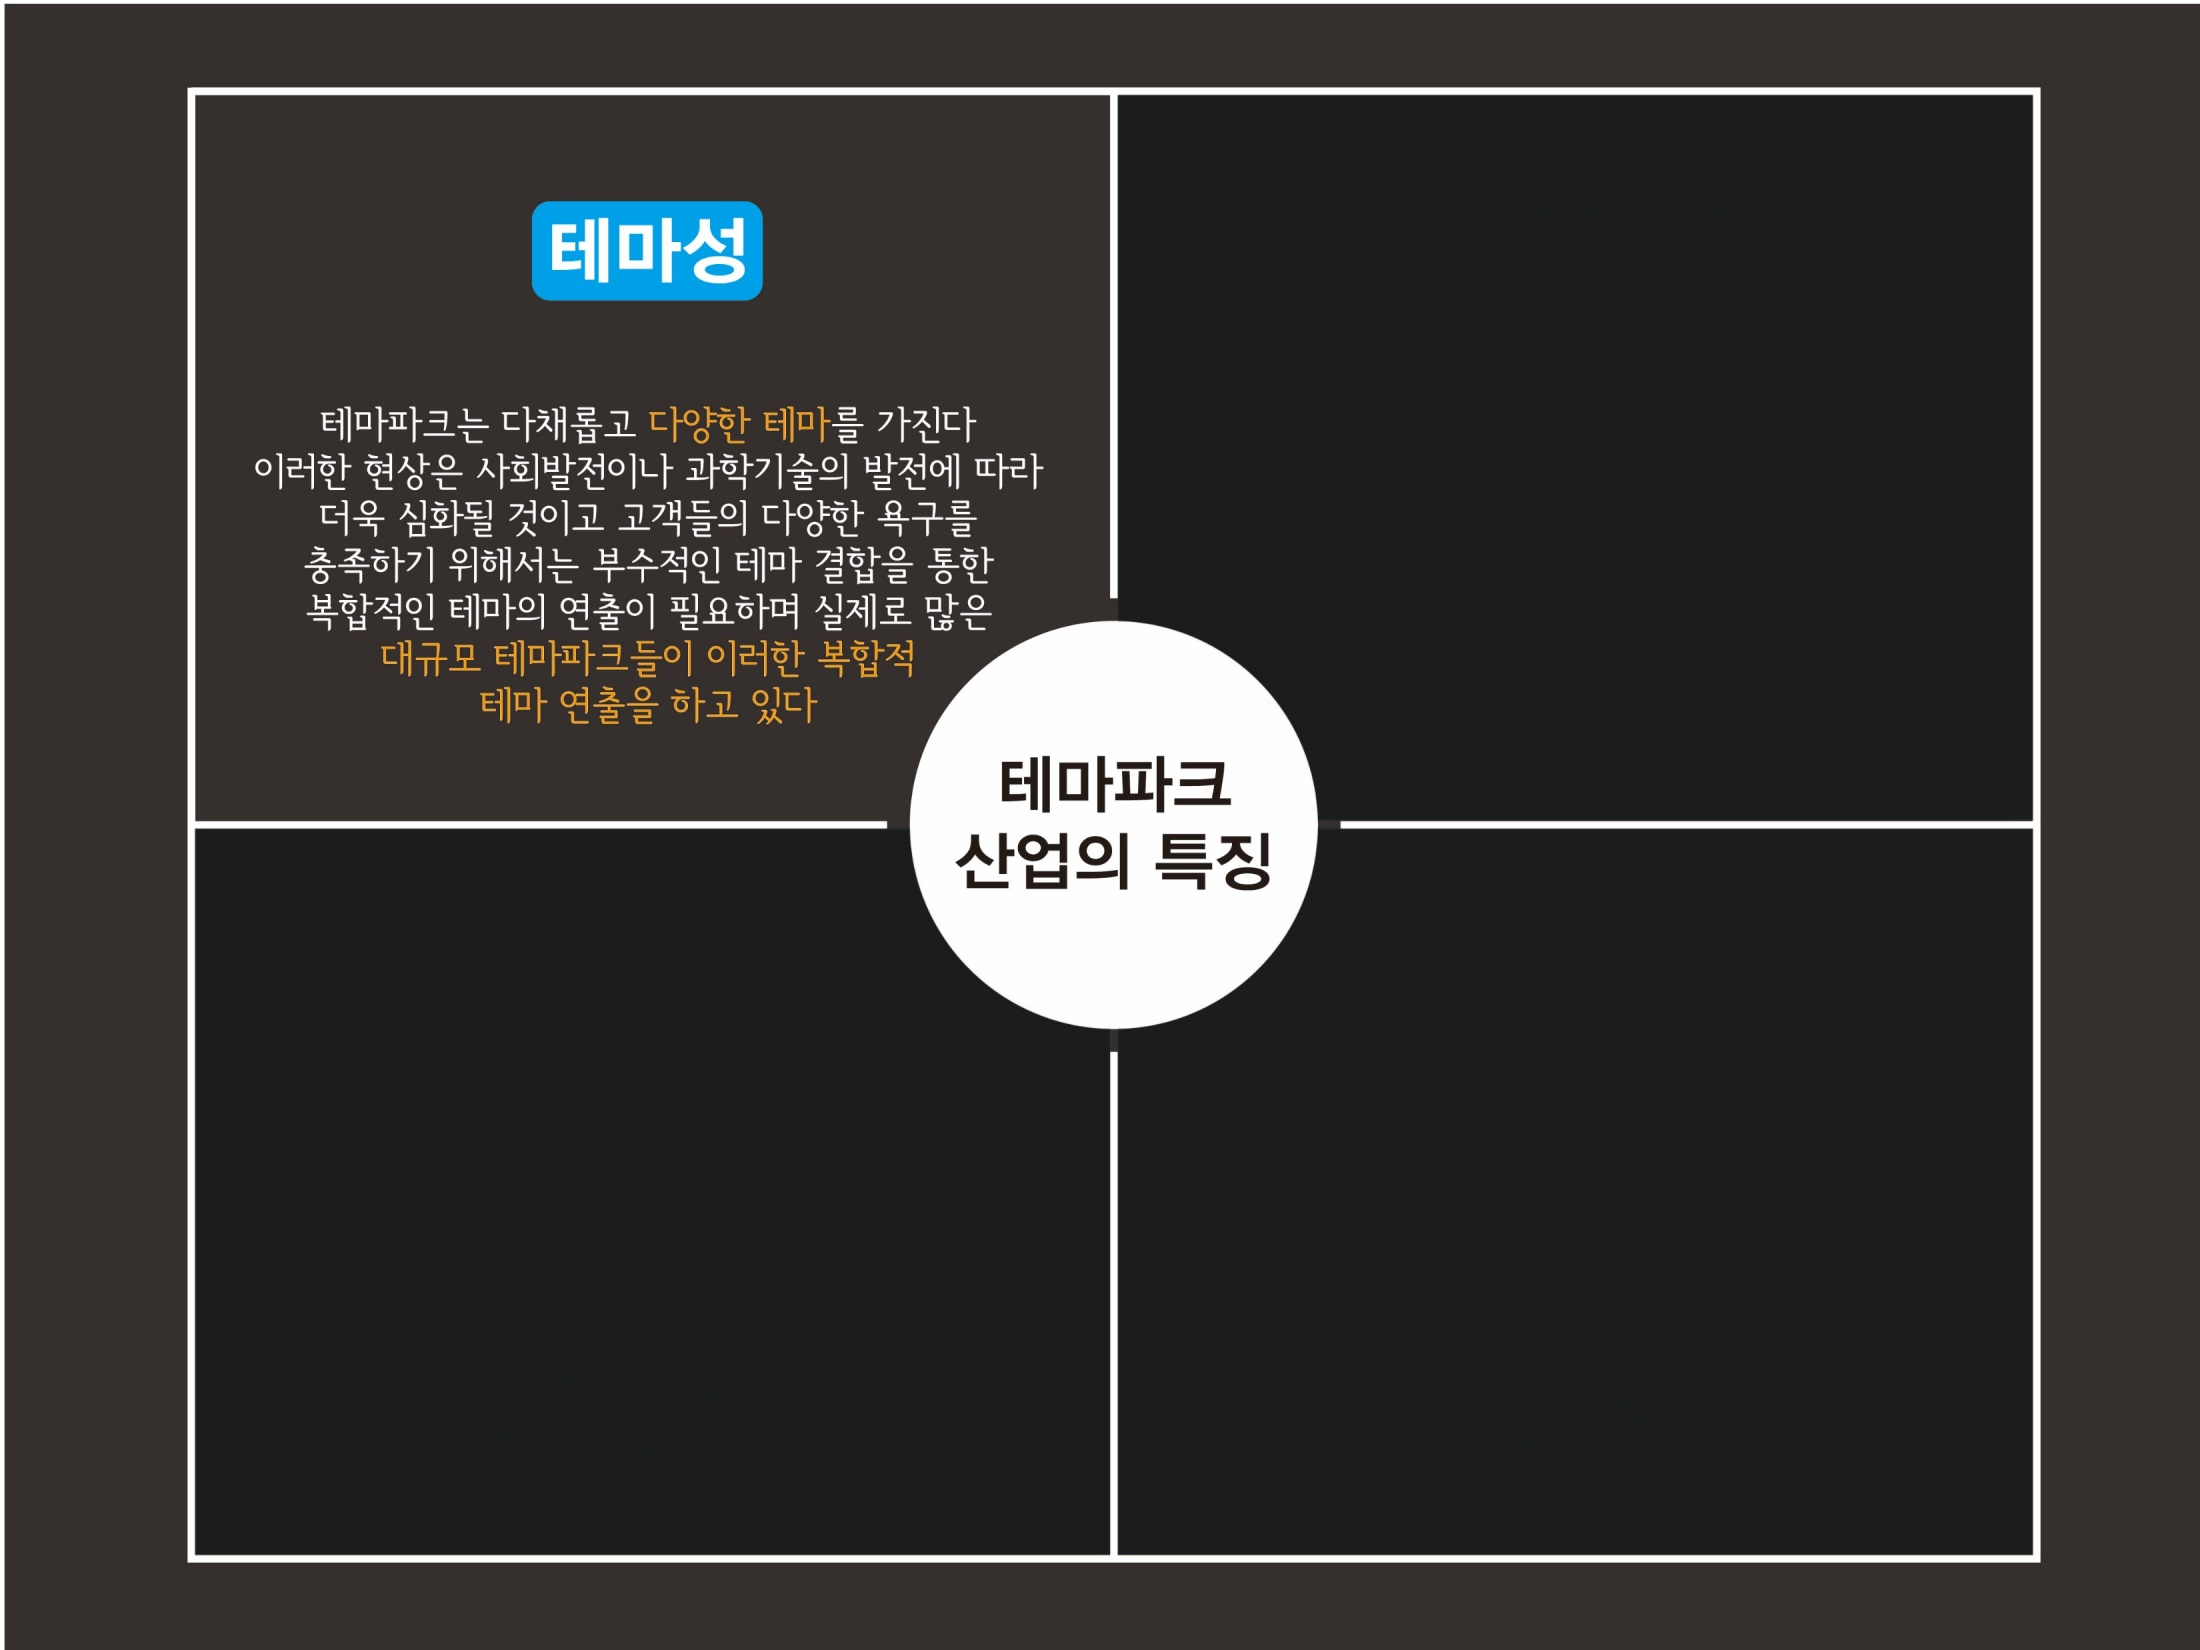 테마성
테마파크는 다채롭고 다양한 테마를 가진다
이러한 현상은 사회발전이나 과학기술의 발전에 따라
더욱 심화될 것이고 고객들의 다양한 욕구를
충족하기 위해서는 부수적인 테마 결합을 통한
복합적인 테마의 연출이 필요하며 실제로 많은
대규모 테마파크들이 이러한 복합적
테마 연출을 하고 있다
테마파크
산업의 특징